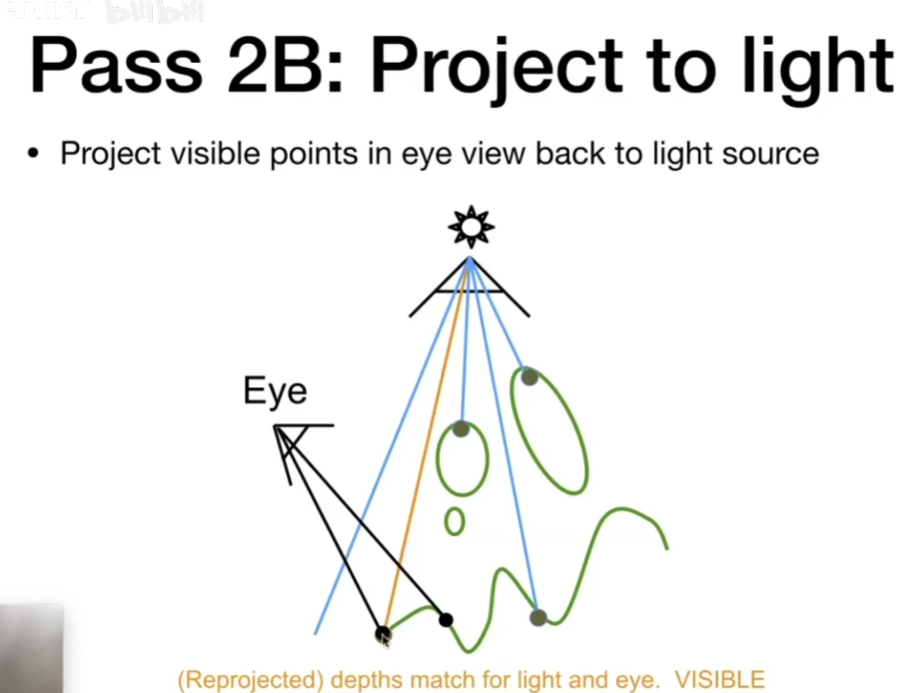 bilibili
Pass 2B: Project to light
• Project visible points in eye view back to light source
Eye
(Reprojected) depths match for light and eye. VISIBLE